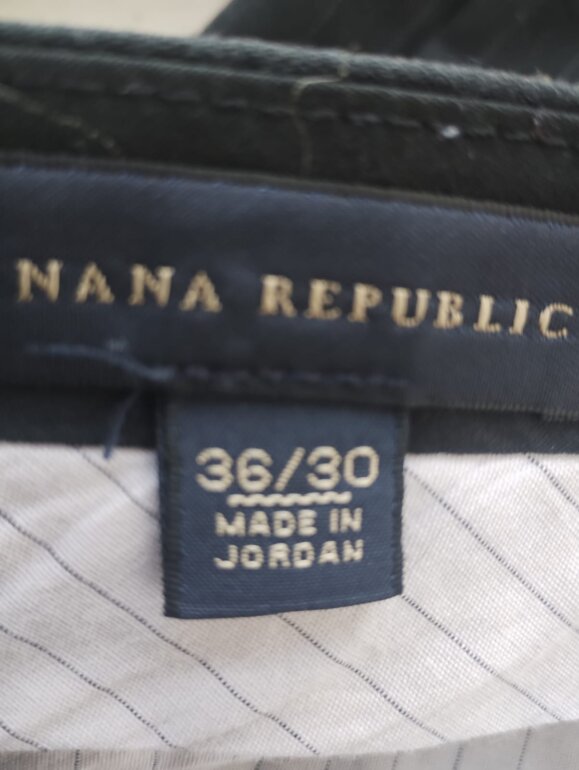 NANA REPUBLIC
36/30
MADE IN
JORDAN